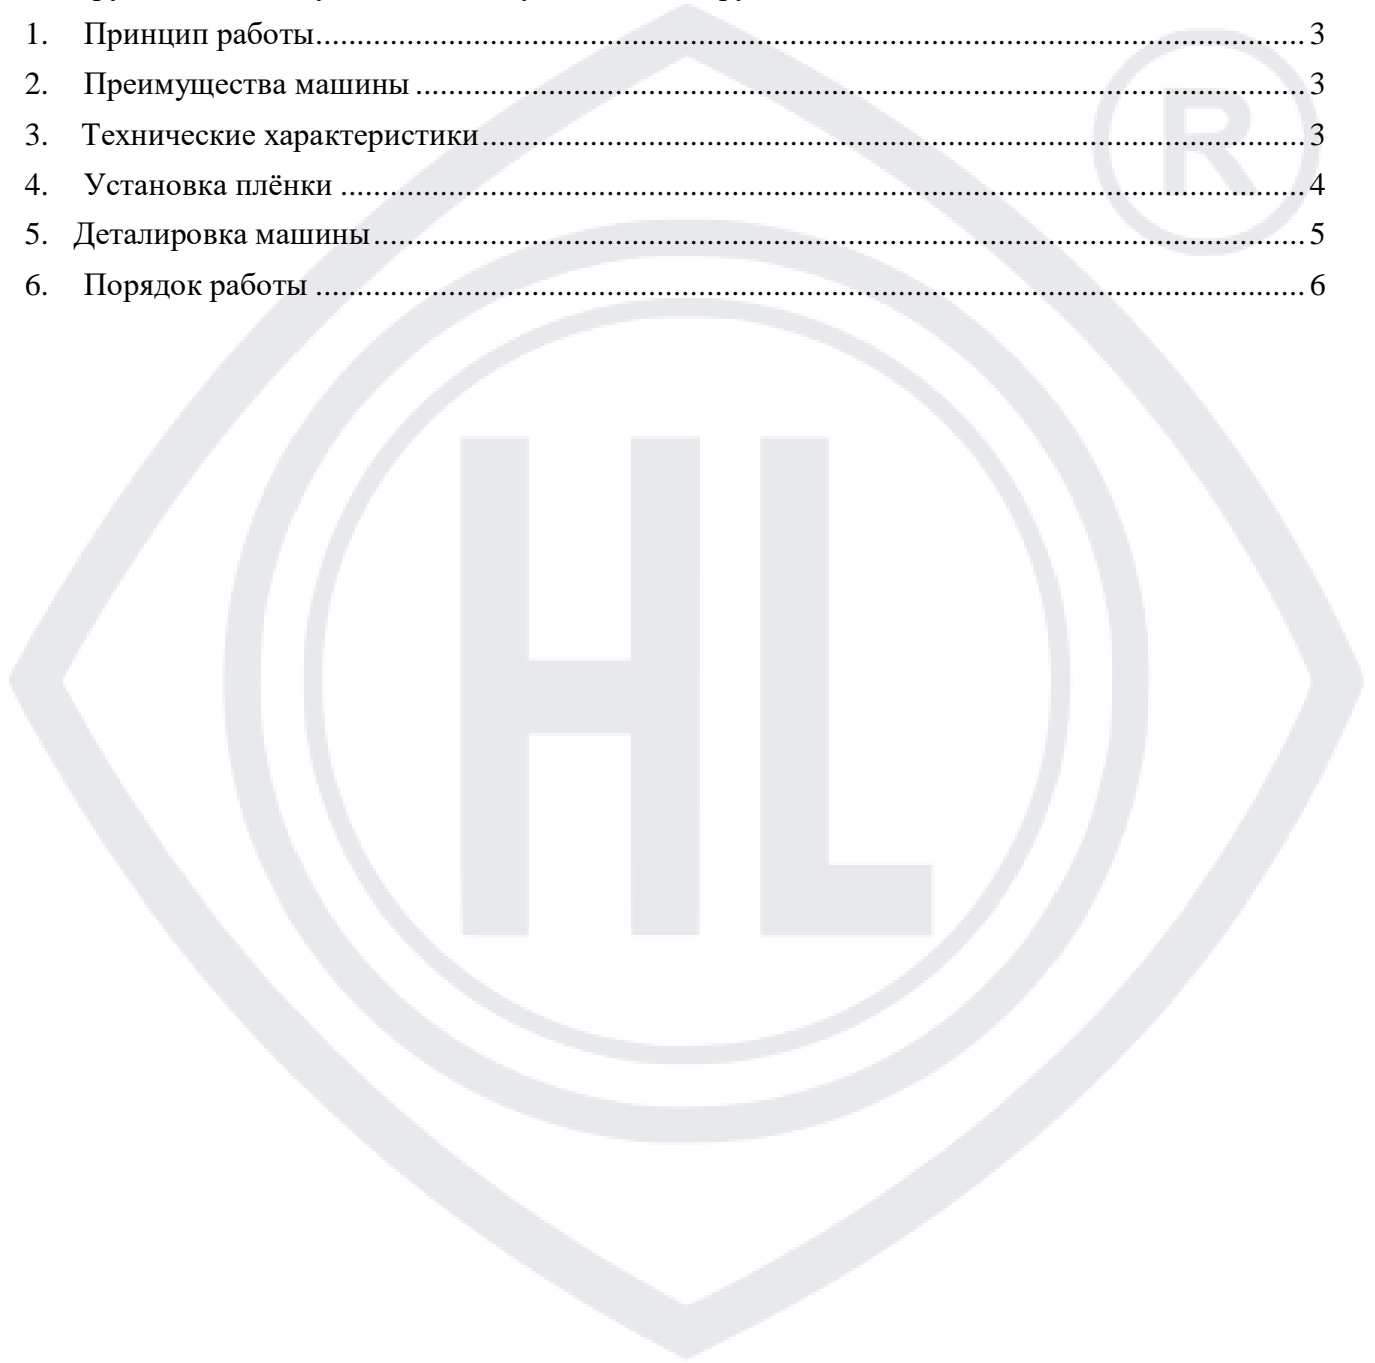 1. Принцип работы........................................................................................................................ 3
2. Преимущества машины ............................................................................................................ 3
3. Технические характеристики.................................................................................................... 3
4. Установка плёнки ..................................................................................................................... 4
5. Деталировка машины................................................................................................................. 5
6. Порядок работы ........................................................................................................................ 6
®
HL